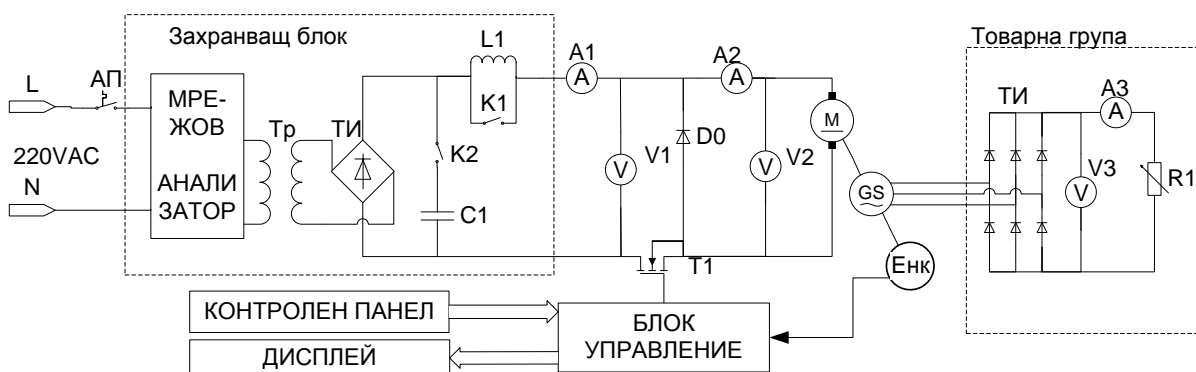 Захранващ блок
Товарна група
L
АП
МРЕ-
ЖОВ
АНАЛИ
ЗАТОР
220VAC
N
Тр
ТИ
K2
C1
L1
K1
A1
A
V
V1
D0
A2
A
V
V2
M
GS
Енк
T1
ТИ
A3
A
V3
V
R1
КОНТРОЛЕН ПАНЕЛ
ДИСПЛЕЙ
БЛОК
УПРАВЛЕНИЕ